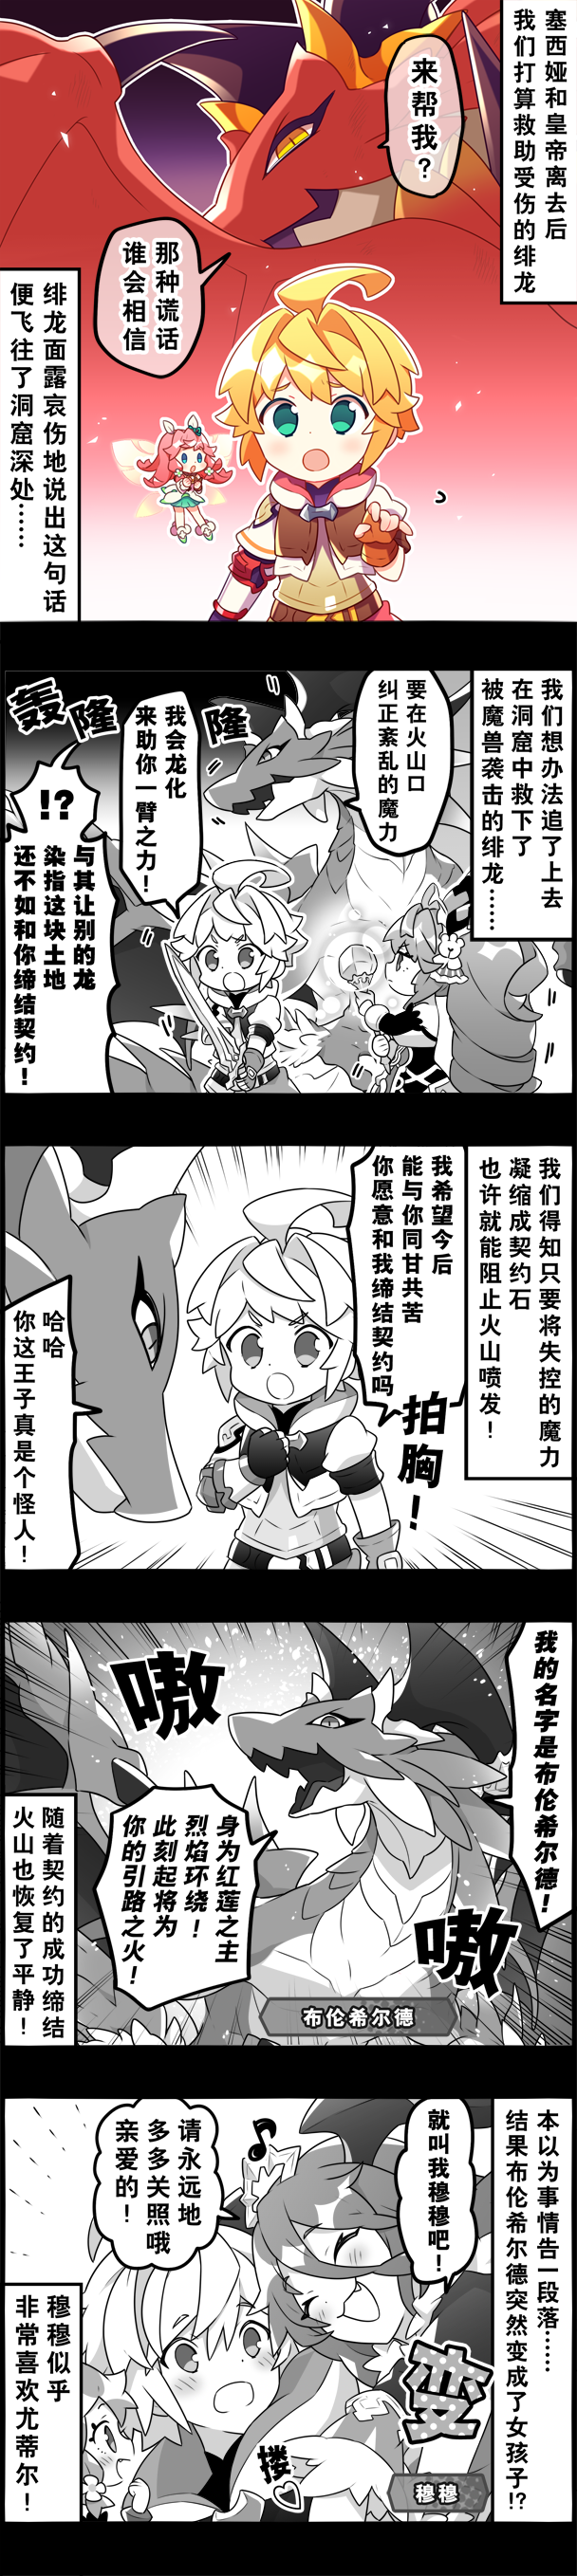 塞西娅和皇帝离去后
我们打算救助受伤的绯龙
来帮我?
那种谎话
谁会相信
绯龙面露哀伤地说出这句话
便飞往了洞窟深处……
我们想办法追了上去
在洞窟中救下了
被魔兽袭击的绯龙……
要在火山口
纠正紊乱的魔力
隆
我会龙化
来助你一臂之力!
隆
轰
!?
与其让别的龙
染指这块土地
还不如和你缔结契约!
我们得知只要将失控的魔力
凝缩成契约石
也许就能阻止火山喷发!
我希望今后
能与你同甘共苦
你愿意和我缔结契约吗
拍
胸
!
哈哈
你这王子真是个怪人!
我的名字是布伦希尔德!
嗷
身为红莲之主
烈焰环绕!
此刻起将为
你的引路之火!
嗷
布伦希尔德
随着契约的成功缔结
火山也恢复了平静!
本以为事情告一段落……
结果布伦希尔德突然变成了女孩子!?
就叫我穆穆吧!
请永远地
多多关照哦
亲爱的!
变
搂
穆穆
穆穆似乎
非常喜欢尤蒂尔!